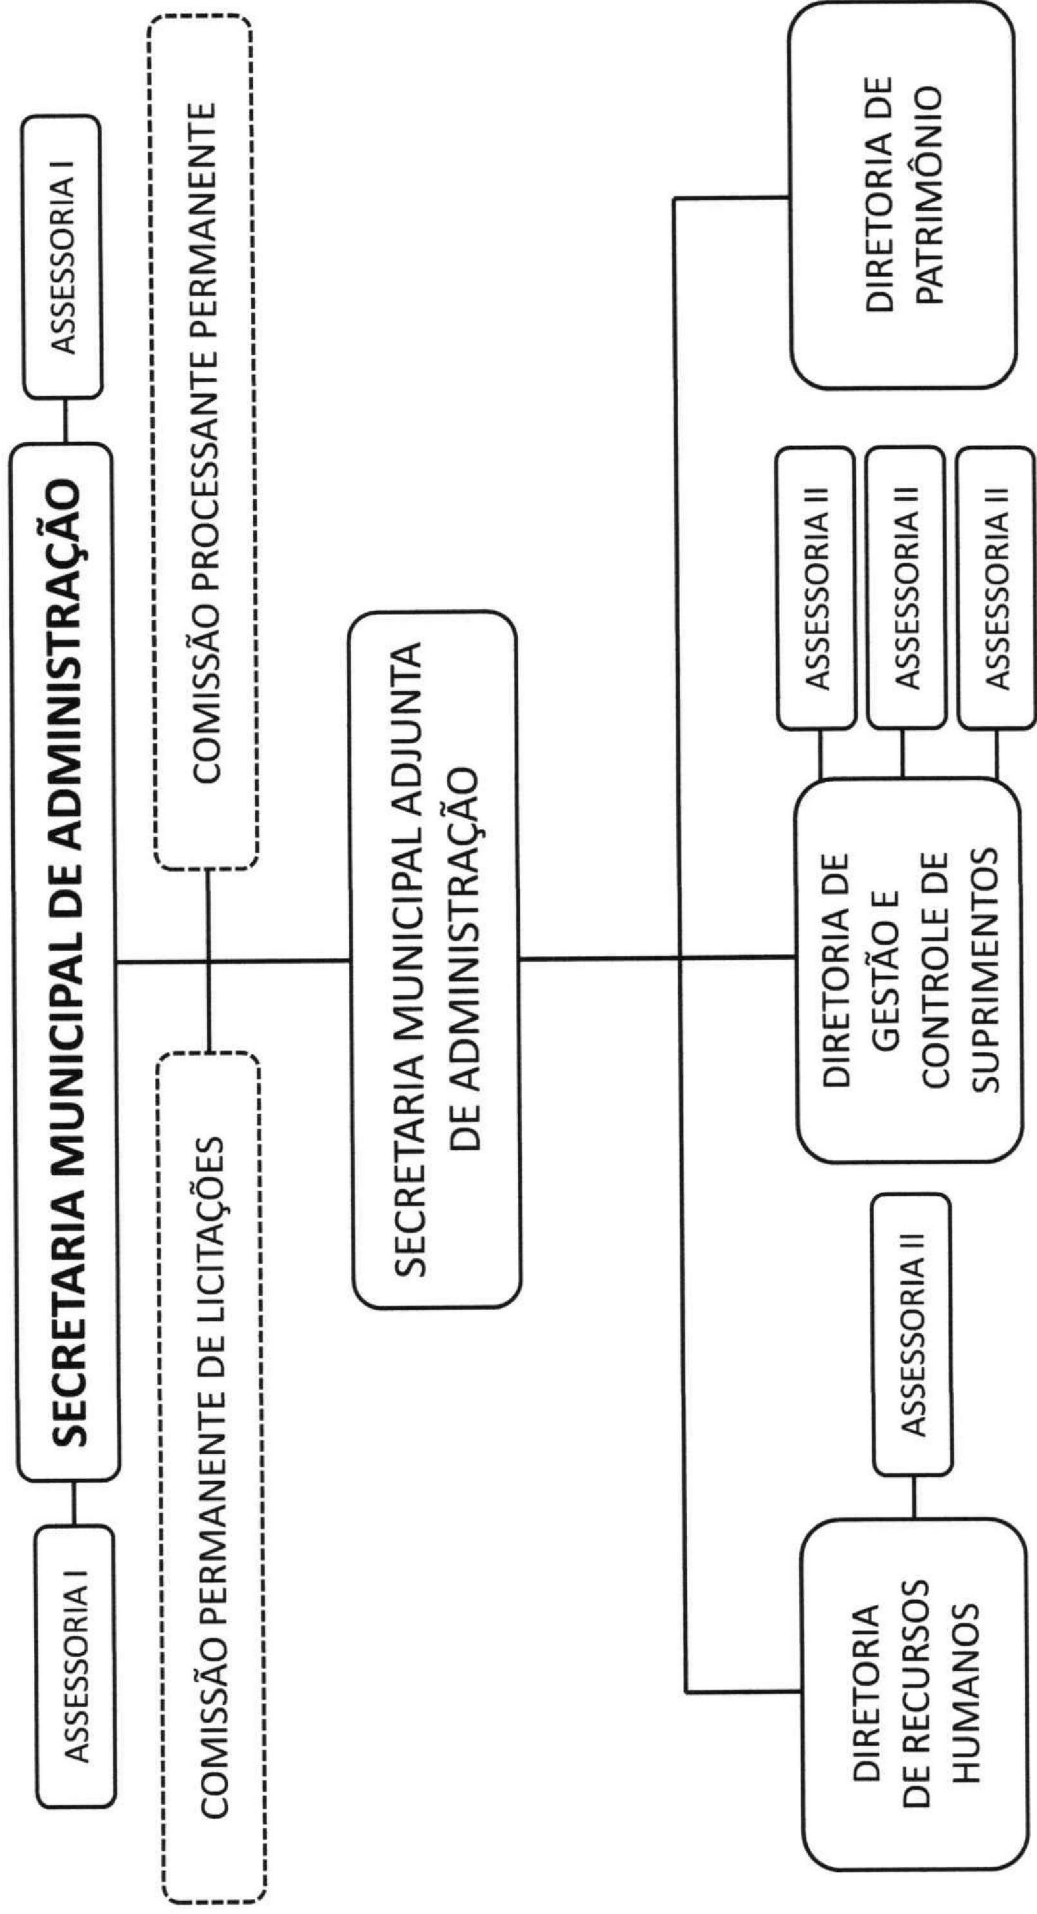 ASSESSORIA I
SECRETARIA MUNICIPAL DE ADMINISTRAÇÃO
ASSESSORIA I
COMISSÃO PERMANENTE DE LICITAÇÕES
COMISSÃO PROCESSANTE PERMANENTE
SECRETARIA MUNICIPAL ADJUNTA
DE ADMINISTRAÇÃO
DIRETORIA
DE RECURSOS
HUMANOS
ASSESSORIA II
DIRETORIA DE
GESTÃO E
CONTROLE DE
SUPRIMENTOS
ASSESSORIA II
ASSESSORIA II
ASSESSORIA II
DIRETORIA DE
PATRIMÔNIO